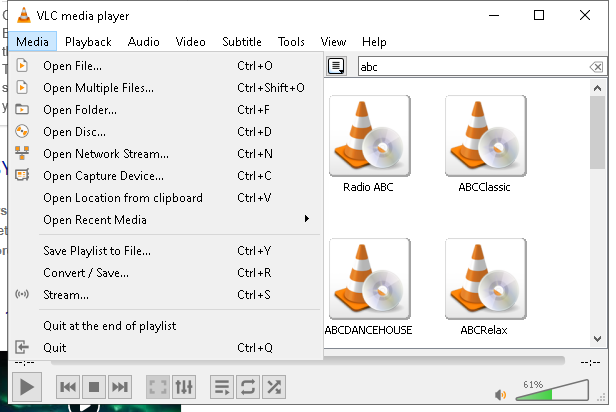 VLC media player
Media Playback Audio Video Subtitle Tools View Help
Open File... Ctrl+O
Open Multiple Files... Ctrl+Shift+O
Open Folder... Ctrl+F
Open Disc... Ctrl+D
Open Network Stream... Ctrl+N
Open Capture Device... Ctrl+C
Open Location from clipboard Ctrl+V
Open Recent Media
Save Playlist to File... Ctrl+Y
Convert / Save... Ctrl+R
Stream... Ctrl+S
Quit at the end of playlist
Quit Ctrl+Q
abc
Radio ABC ABCClassic
ABCDANCEHOUSE ABCRelax
--:-- --:--
61%